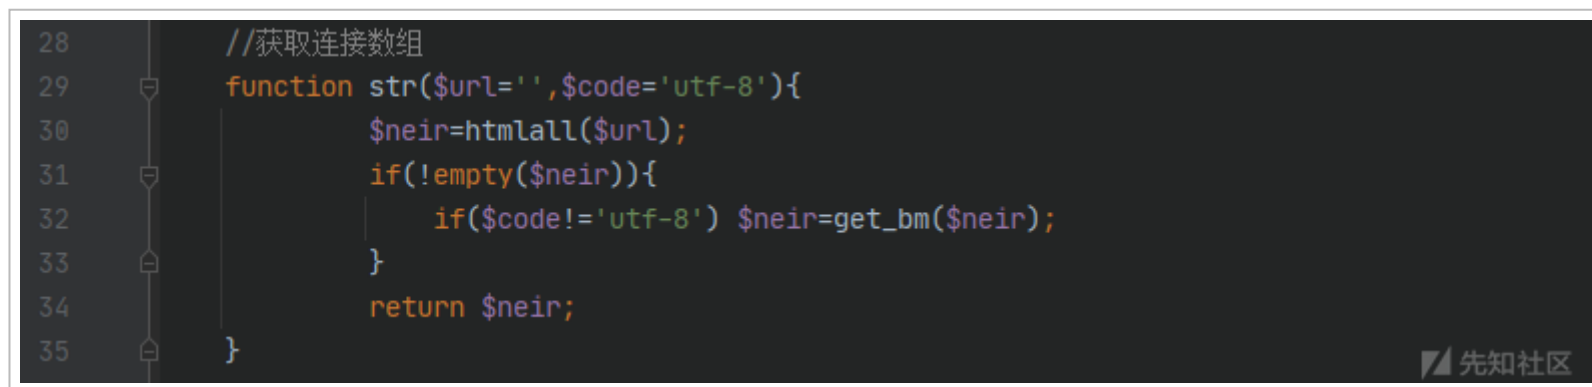 28 //获取连接数组
29 function str($url='',$code='utf-8'){
30 $neir=htmlall($url);
31 if(!empty($neir)){
32 if($code!='utf-8') $neir=get_bm($neir);
33 }
34 return $neir;
35 }
先知社区